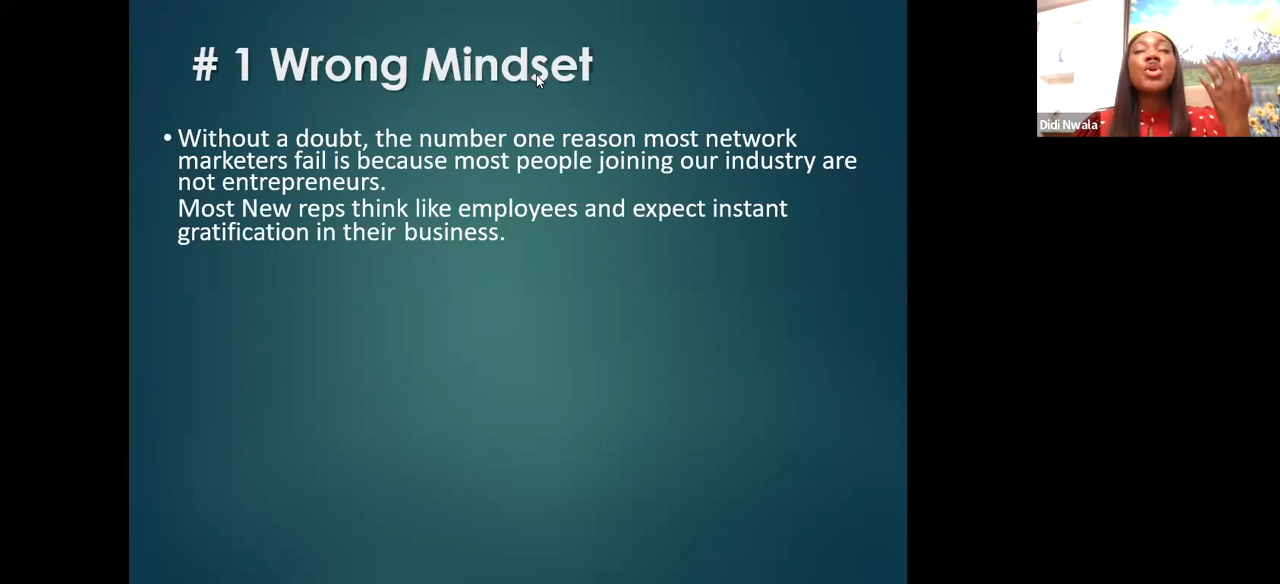 # 1 Wrong Mindset
• Without a doubt, the number one reason most network
marketers fail is because most people joining our industry are
not entrepreneurs.
Most New reps think like employees and expect instant
gratification in their business.
Didi Nwala